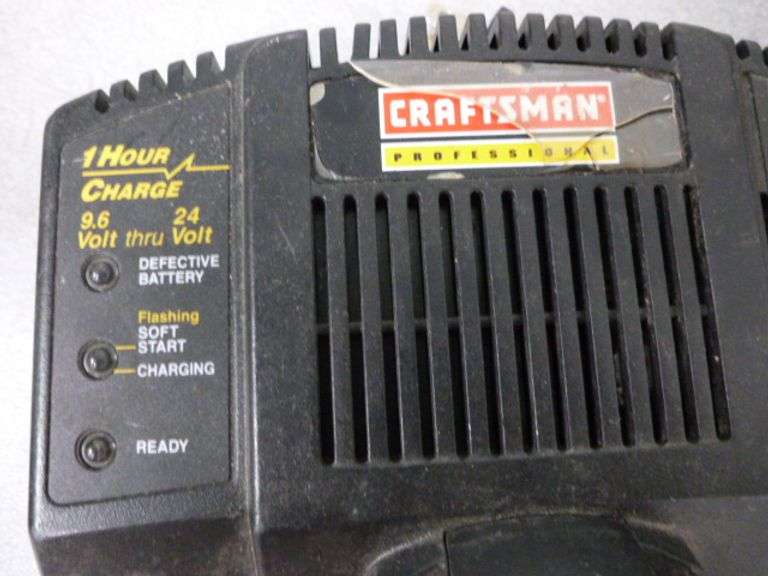 CRAFTSMAN®
PROFESSIONAL
1 HOUR
CHARGE
9.6 24
Volt thru Volt
DEFECTIVE
BATTERY
Flashing
SOFT
START
CHARGING
READY